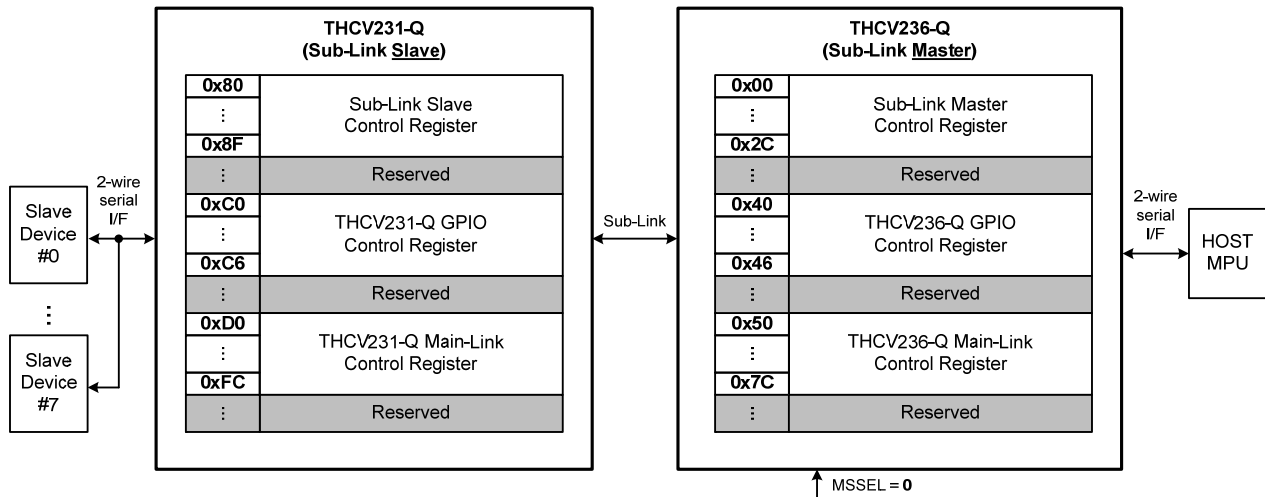 THCV231-Q
(Sub-Link Slave)
0x80
⋮
0x8F
Sub-Link Slave
Control Register
⋮
Reserved
0xC0
⋮
0xC6
THCV231-Q GPIO
Control Register
⋮
Reserved
0xD0
⋮
0xFC
THCV231-Q Main-Link
Control Register
⋮
Reserved
2-wire
serial
I/F
Slave
Device
#0
⋮
Slave
Device
#7
Sub-Link
THCV236-Q
(Sub-Link Master)
0x00
⋮
0x2C
Sub-Link Master
Control Register
⋮
Reserved
0x40
⋮
0x46
THCV236-Q GPIO
Control Register
⋮
Reserved
0x50
⋮
0x7C
THCV236-Q Main-Link
Control Register
⋮
Reserved
2-wire
serial
I/F
HOST
MPU
MSSEL = 0